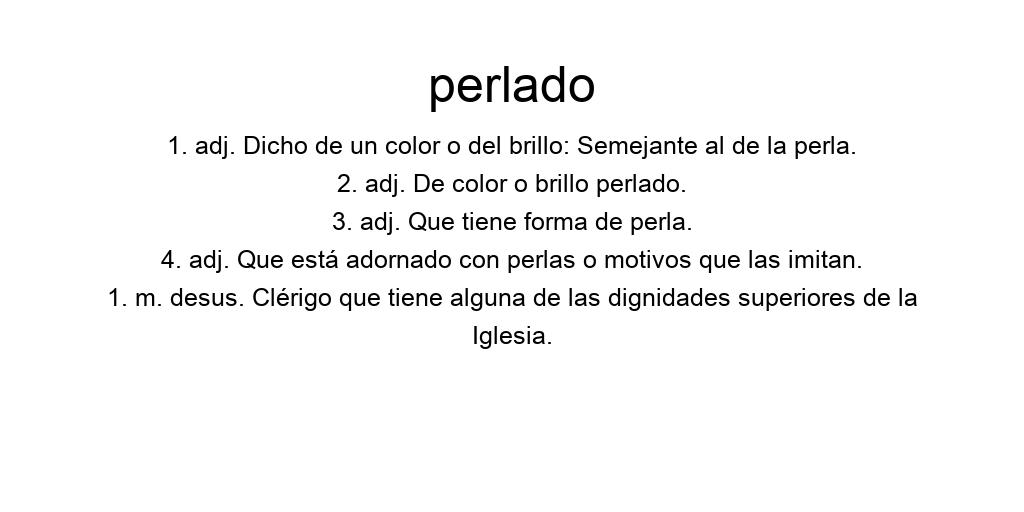 perlado
1. adj. Dicho de un color o del brillo: Semejante al de la perla.
2. adj. De color o brillo perlado.
3. adj. Que tiene forma de perla.
4. adj. Que está adornado con perlas o motivos que las imitan.
1. m. desus. Clérigo que tiene alguna de las dignidades superiores de la
Iglesia.